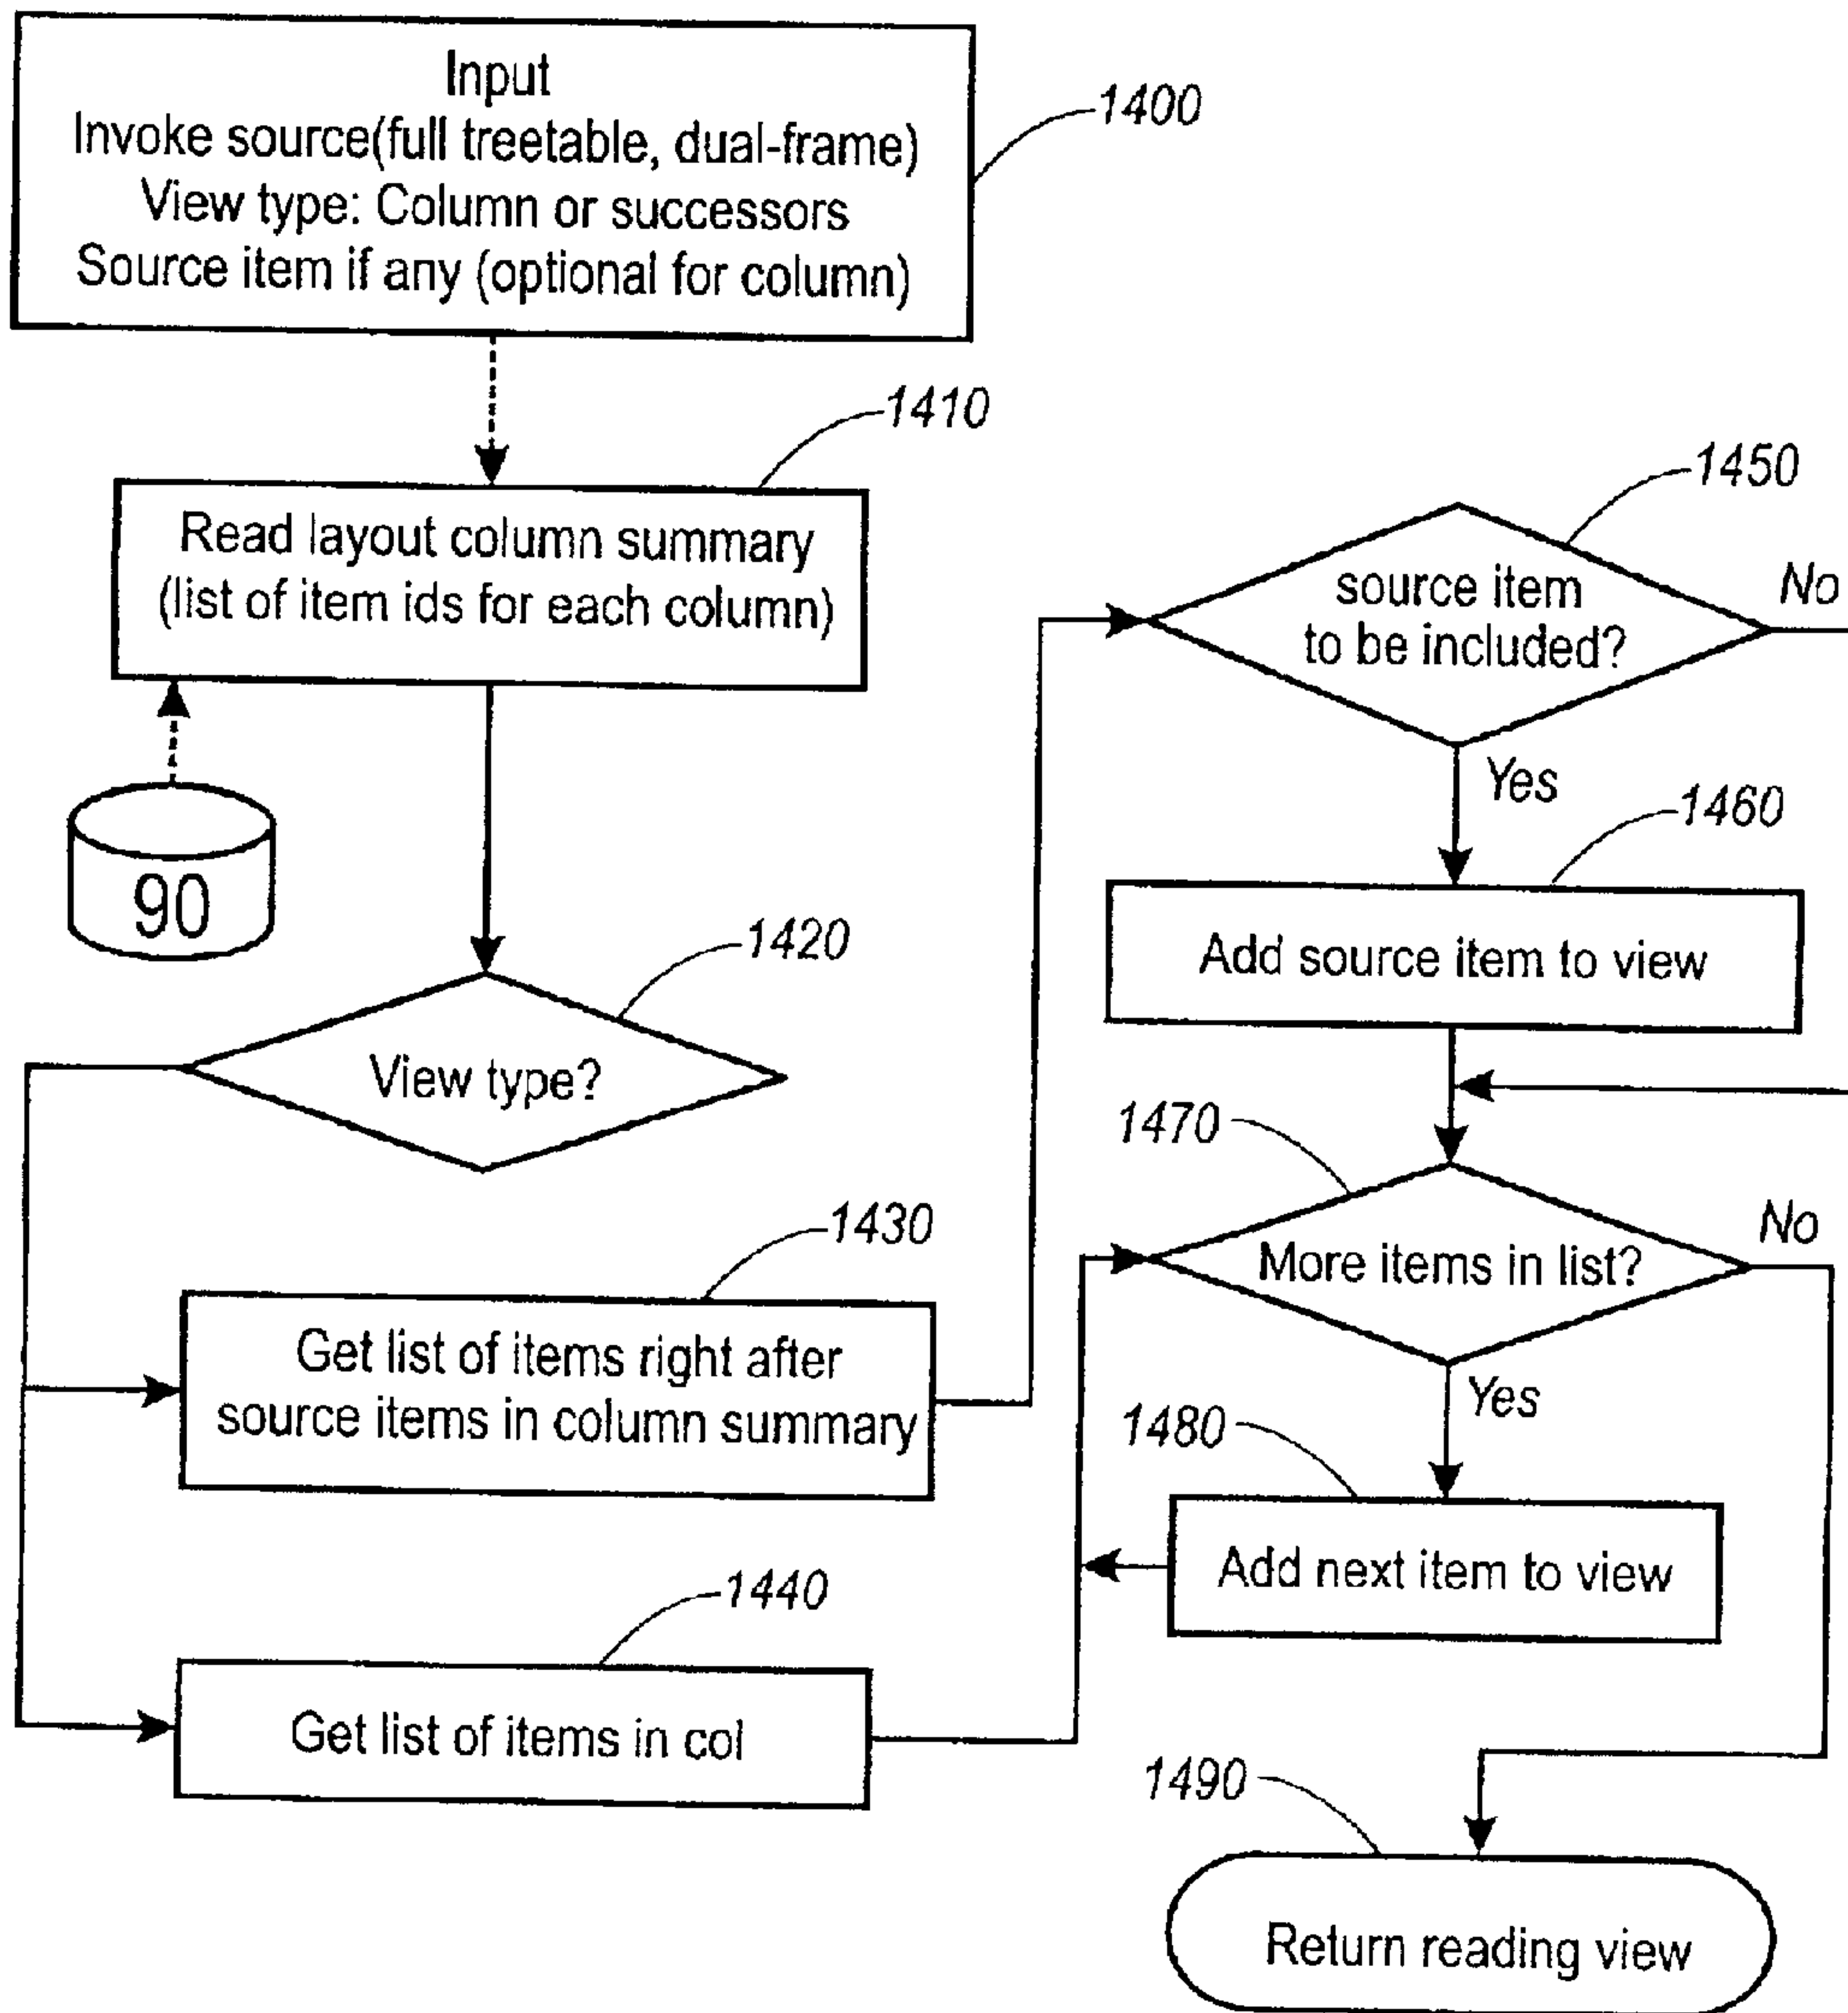 Input
Invoke source(full treetable, dual-frame)
View type: Column or successors
Source item if any (optional for column)
1400
1410
Read layout column summary
(list of item ids for each column)
90
1420
View type?
1430
Get list of items right after
source items in column summary
1440
Get list of items in col
1450
source item
to be included?
No
Yes
1460
Add source item to view
1470
More items in list?
No
Yes
1480
Add next item to view
1490
Return reading view